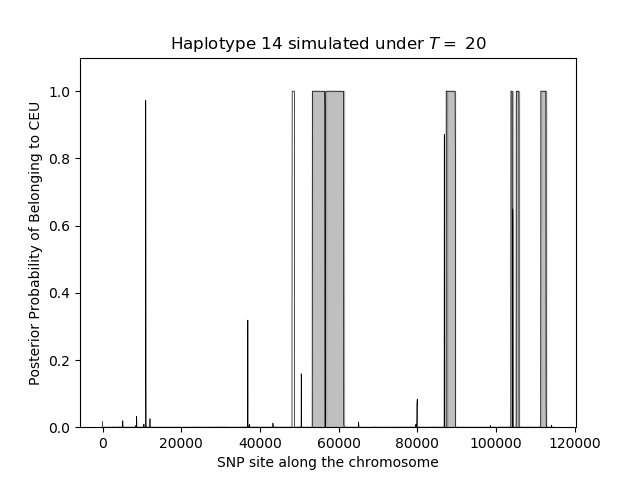 Haplotype 14 simulated under T = 20
Posterior Probability of Belonging to CEU
1.0
0.8
0.6
0.4
0.2
0.0
0 20000 40000 60000 80000 100000 120000
SNP site along the chromosome